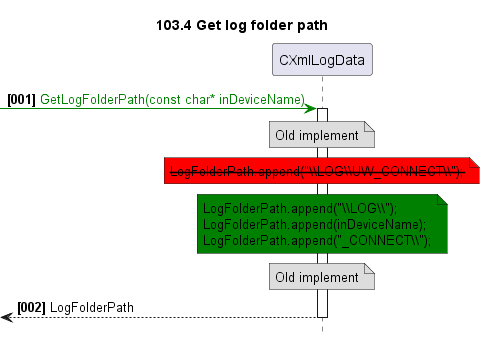 103.4 Get log folder path
CXmlLogData
[001] GetLogFolderPath(const char* inDeviceName)
Old implement
LogFolderPath.append("\\LOG\\UW_CONNECT\\");
LogFolderPath.append("\\LOG\\");
LogFolderPath.append(inDeviceName);
LogFolderPath.append("_CONNECT\\");
Old implement
[002] LogFolderPath